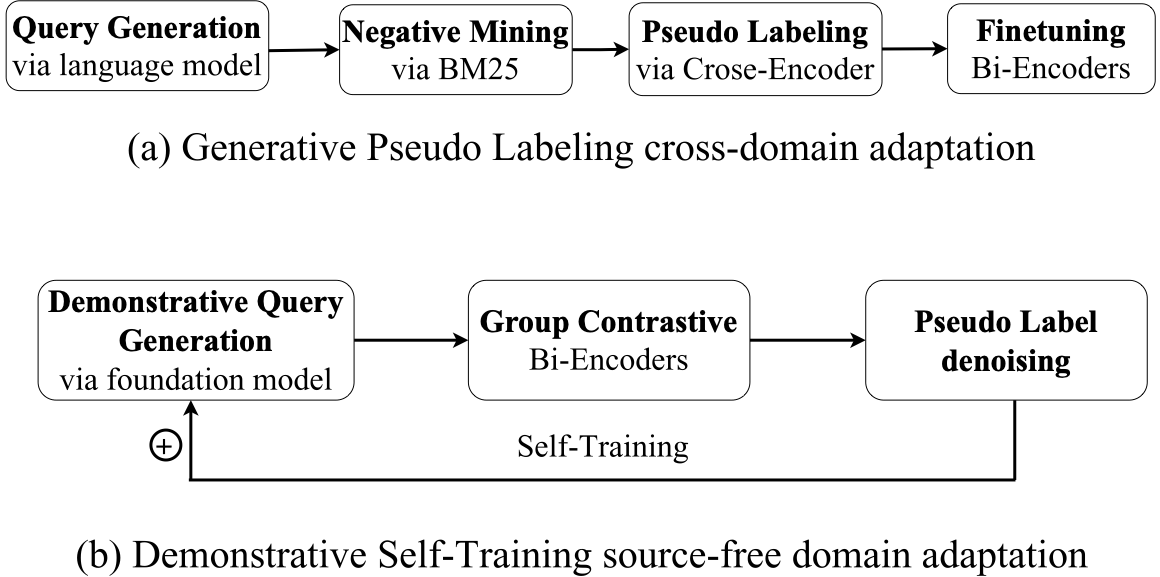 Query Generation
via language model
Negative Mining
via BM25
Pseudo Labeling
via Crose-Encoder
Finetuning
Bi-Encoders
(a) Generative Pseudo Labeling cross-domain adaptation
Demonstrative Query
Generation
via foundation model
Group Contrastive
Bi-Encoders
Pseudo Label
denoising
+
Self-Training
(b) Demonstrative Self-Training source-free domain adaptation